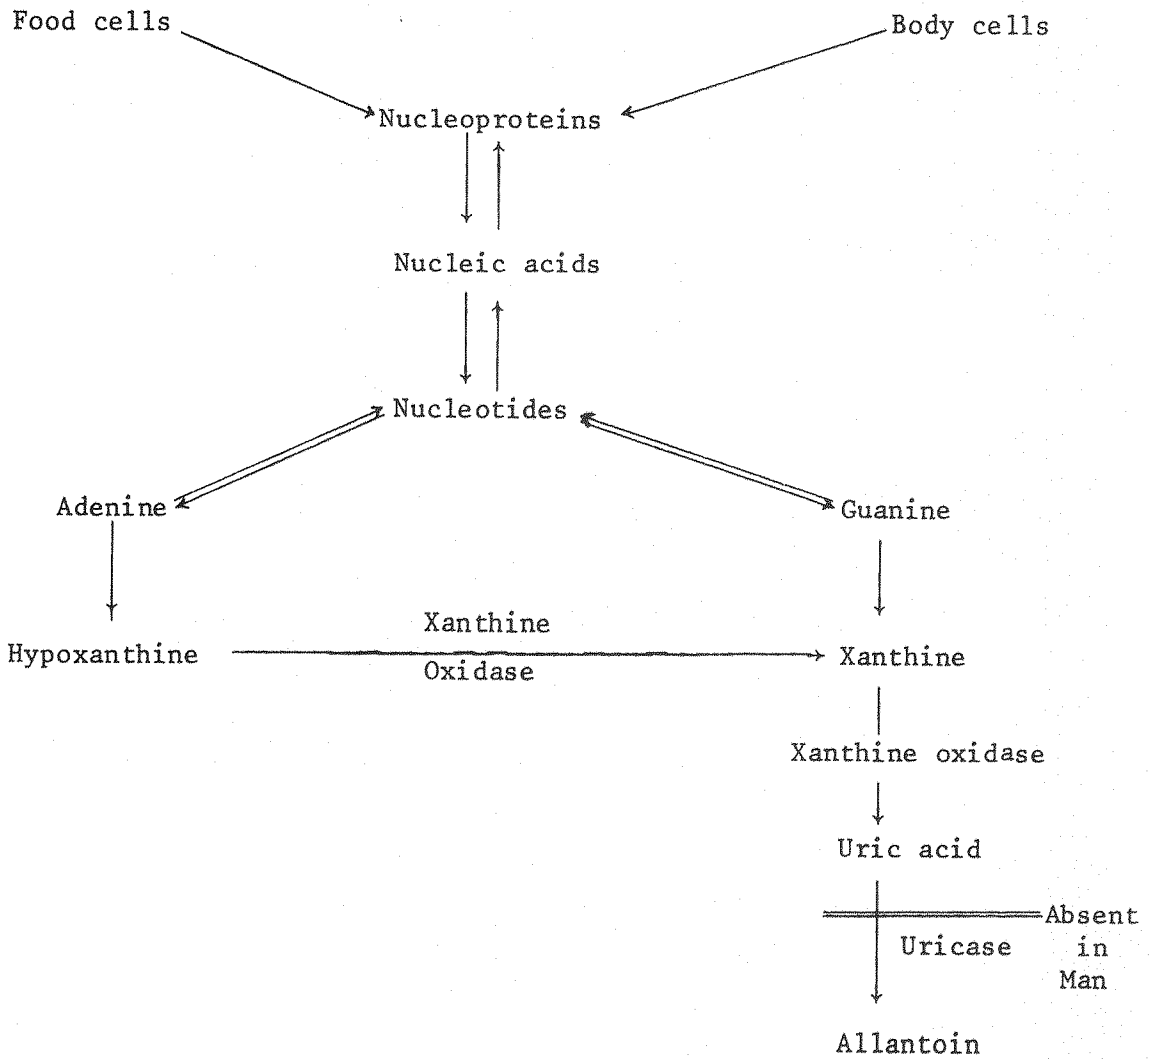 Food cells
Body cells
Nucleoproteins
Nucleic acids
Nucleotides
Adenine
Guanine
Xanthine
Oxidase
Hypoxanthine
Xanthine
Xanthine oxidase
Uric acid
Absent
in
Man
Uricase
Allantoin